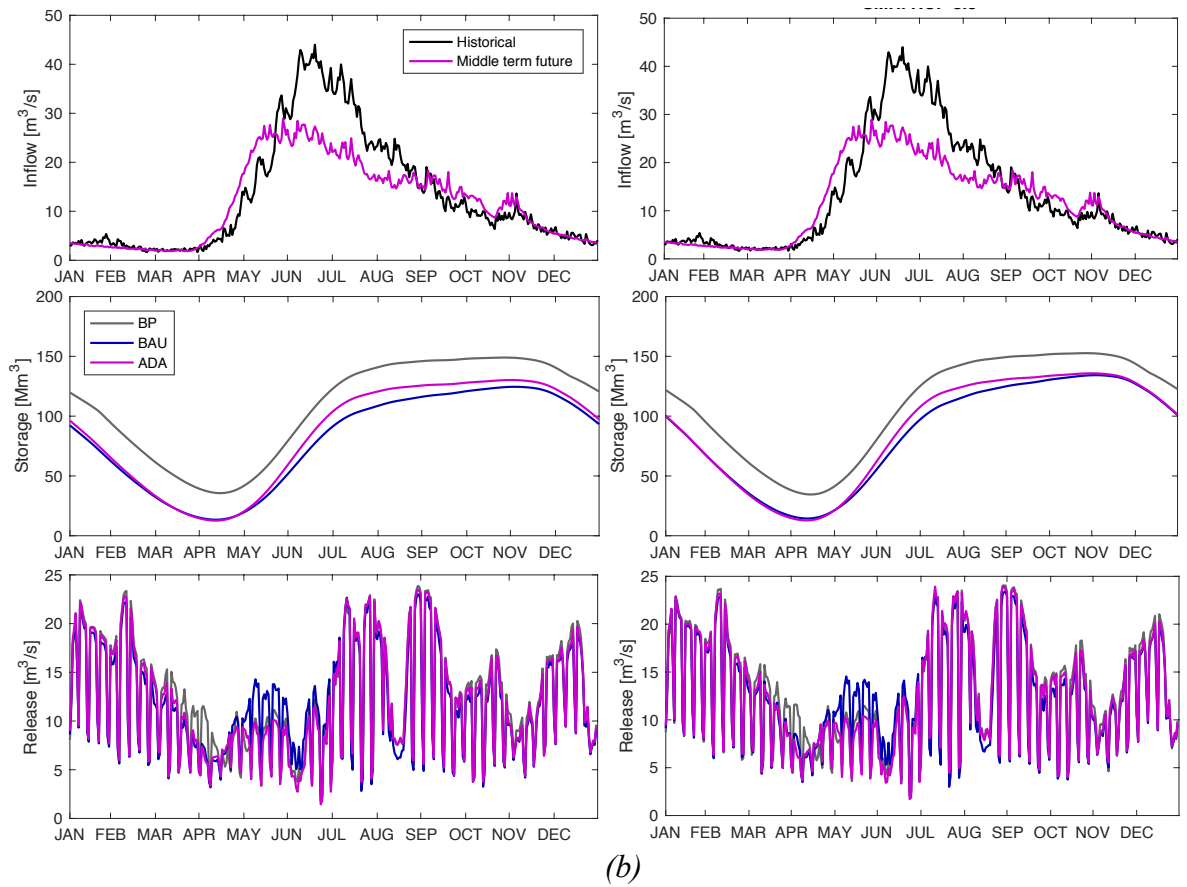 50
40
30
20
10
0
Inflow [m³/s]
Historical
Middle term future
JAN FEB MAR APR MAY JUN JUL AUG SEP OCT NOV DEC
50
40
30
20
10
0
Inflow [m³/s]
JAN FEB MAR APR MAY JUN JUL AUG SEP OCT NOV DEC
200
150
100
50
0
Storage [Mm³]
BP
BAU
ADA
JAN FEB MAR APR MAY JUN JUL AUG SEP OCT NOV DEC
200
150
100
50
0
Storage [Mm³]
JAN FEB MAR APR MAY JUN JUL AUG SEP OCT NOV DEC
25
20
15
10
5
0
Release [m³/s]
JAN FEB MAR APR MAY JUN JUL AUG SEP OCT NOV DEC
25
20
15
10
5
0
Release [m³/s]
JAN FEB MAR APR MAY JUN JUL AUG SEP OCT NOV DEC
(b)